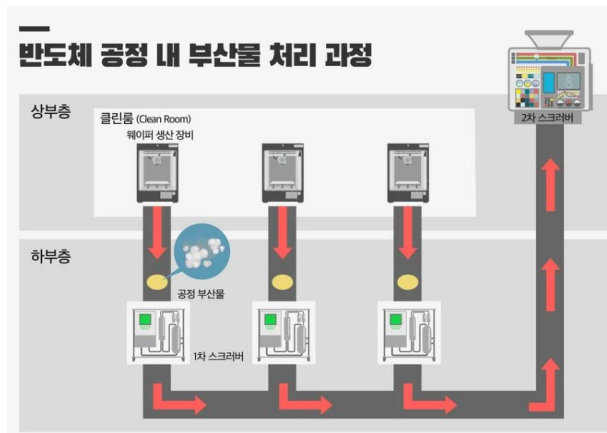 반도체 공정 내 부산물 처리 과정
상부층
클린룸 (Clean Room)
웨이퍼 생산 장비
2차 스크러버
하부층
공정 부산물
1차 스크러버